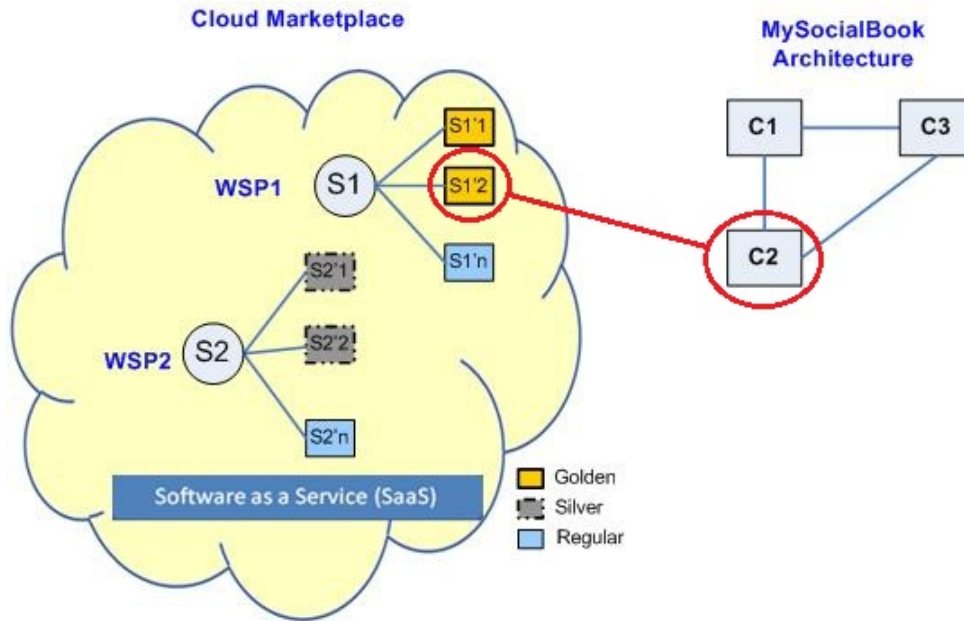 Cloud Marketplace
MySocialBook
Architecture
S1'1
C1
C3
WSP1
S1
S1'2
C2
S1'n
S2'1
WSP2
S2
S2'2
S2'n
Golden
Software as a Service (SaaS)
Silver
Regular